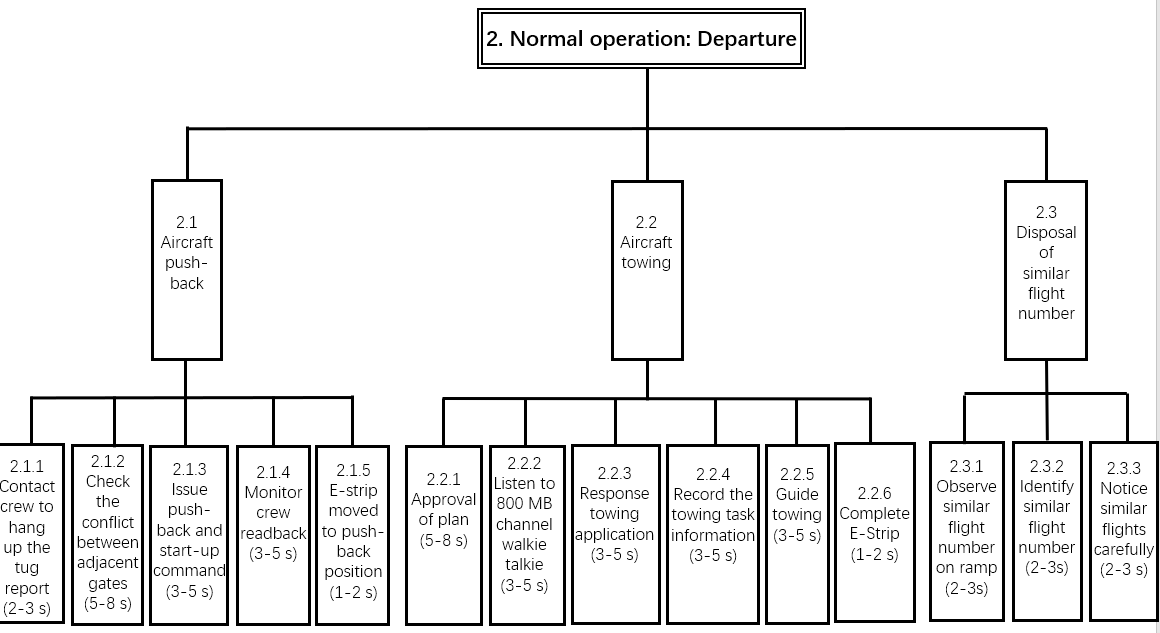 2. Normal operation: Departure
2.1
Aircraft
push-
back
2.2
Aircraft
towing
2.3
Disposal
of
similar
flight
number
2.1.1
Contact
crew to
hang
up the
tug
report
(2-3 s)
2.1.2
Check
the
conflict
between
adjacent
gates
(5-8 s)
2.1.3
Issue
push-
back and
start-up
command
(3-5 s)
2.1.4
Monitor
crew
readback
(3-5 s)
2.1.5
E-strip
moved
to push-
back
position
(1-2 s)
2.2.1
Approval
of plan
(5-8 s)
2.2.2
Listen to
800 MB
channel
walkie
talkie
(3-5 s)
2.2.3
Response
towing
application
(3-5 s)
2.2.4
Record the
towing task
information
(3-5 s)
2.2.5
Guide
towing
(3-5 s)
2.2.6
Complete
E-Strip
(1-2 s)
2.3.1
Observe
similar
flight
number
on ramp
(2-3s)
2.3.2
Identify
similar
flight
number
(2-3s)
2.3.3
Notice
similar
flights
carefully
(2-3 s)